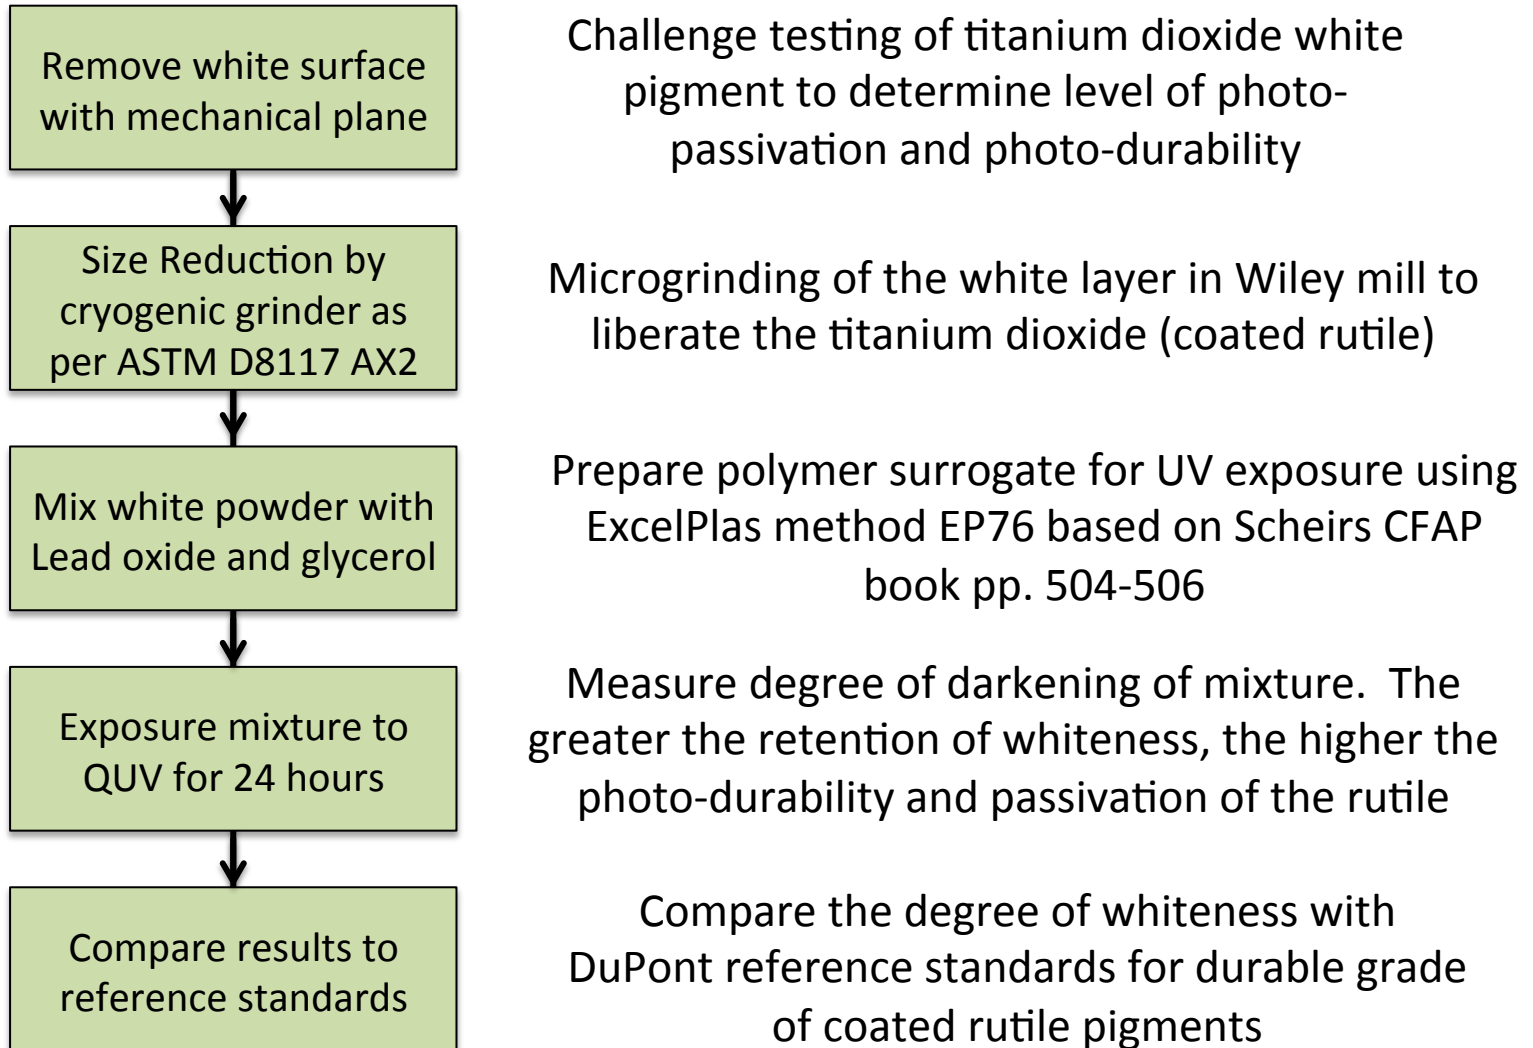 Remove white surface
with mechanical plane
Challenge testing of titanium dioxide white
pigment to determine level of photo-
passivation and photo-durability
Size Reduction by
cryogenic grinder as
per ASTM D8117 AX2
Microgrinding of the white layer in Wiley mill to
liberate the titanium dioxide (coated rutile)
Mix white powder with
Lead oxide and glycerol
Prepare polymer surrogate for UV exposure using
ExcelPlas method EP76 based on Scheirs CFAP
book pp. 504-506
Exposure mixture to
QUV for 24 hours
Measure degree of darkening of mixture.  The
greater the retention of whiteness, the higher the
photo-durability and passivation of the rutile
Compare results to
reference standards
Compare the degree of whiteness with
DuPont reference standards for durable grade
of coated rutile pigments